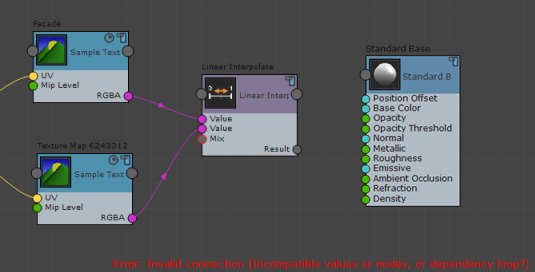 Facade
Sample Text
UV
Mip Level
RGBA
Texture Map 6243312
Sample Text
UV
Mip Level
RGBA
Linear Interpolate
Linear Interp
Value
Value
Mix
Result
Standard Base
Standard B
Position Offset
Base Color
Opacity
Opacity Threshold
Normal
Metallic
Roughness
Emissive
Ambient Occlusion
Refraction
Density
Error: Invalid connection (Incompatible values or nodes, or dependency loop?)